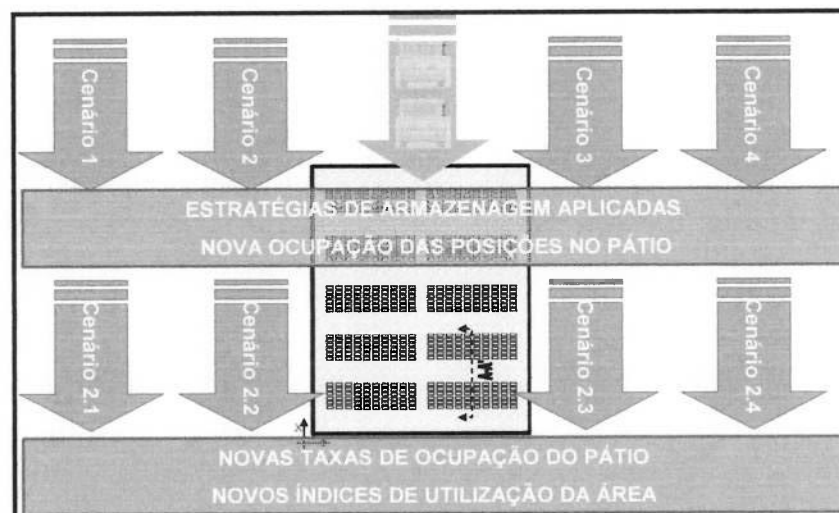 Cenário 1
Cenário 2
Cenário 3
Cenário 4
ESTRATÉGIAS DE ARMAZENAGEM APLICADAS
NOVA OCUPAÇÃO DAS POSIÇÕES NO PÁTIO
Cenário 2.1
Cenário 2.2
Cenário 2.3
Cenário 2.4
NOVAS TAXAS DE OCUPAÇÃO DO PÁTIO
NOVOS ÍNDICES DE UTILIZAÇÃO DA ÁREA